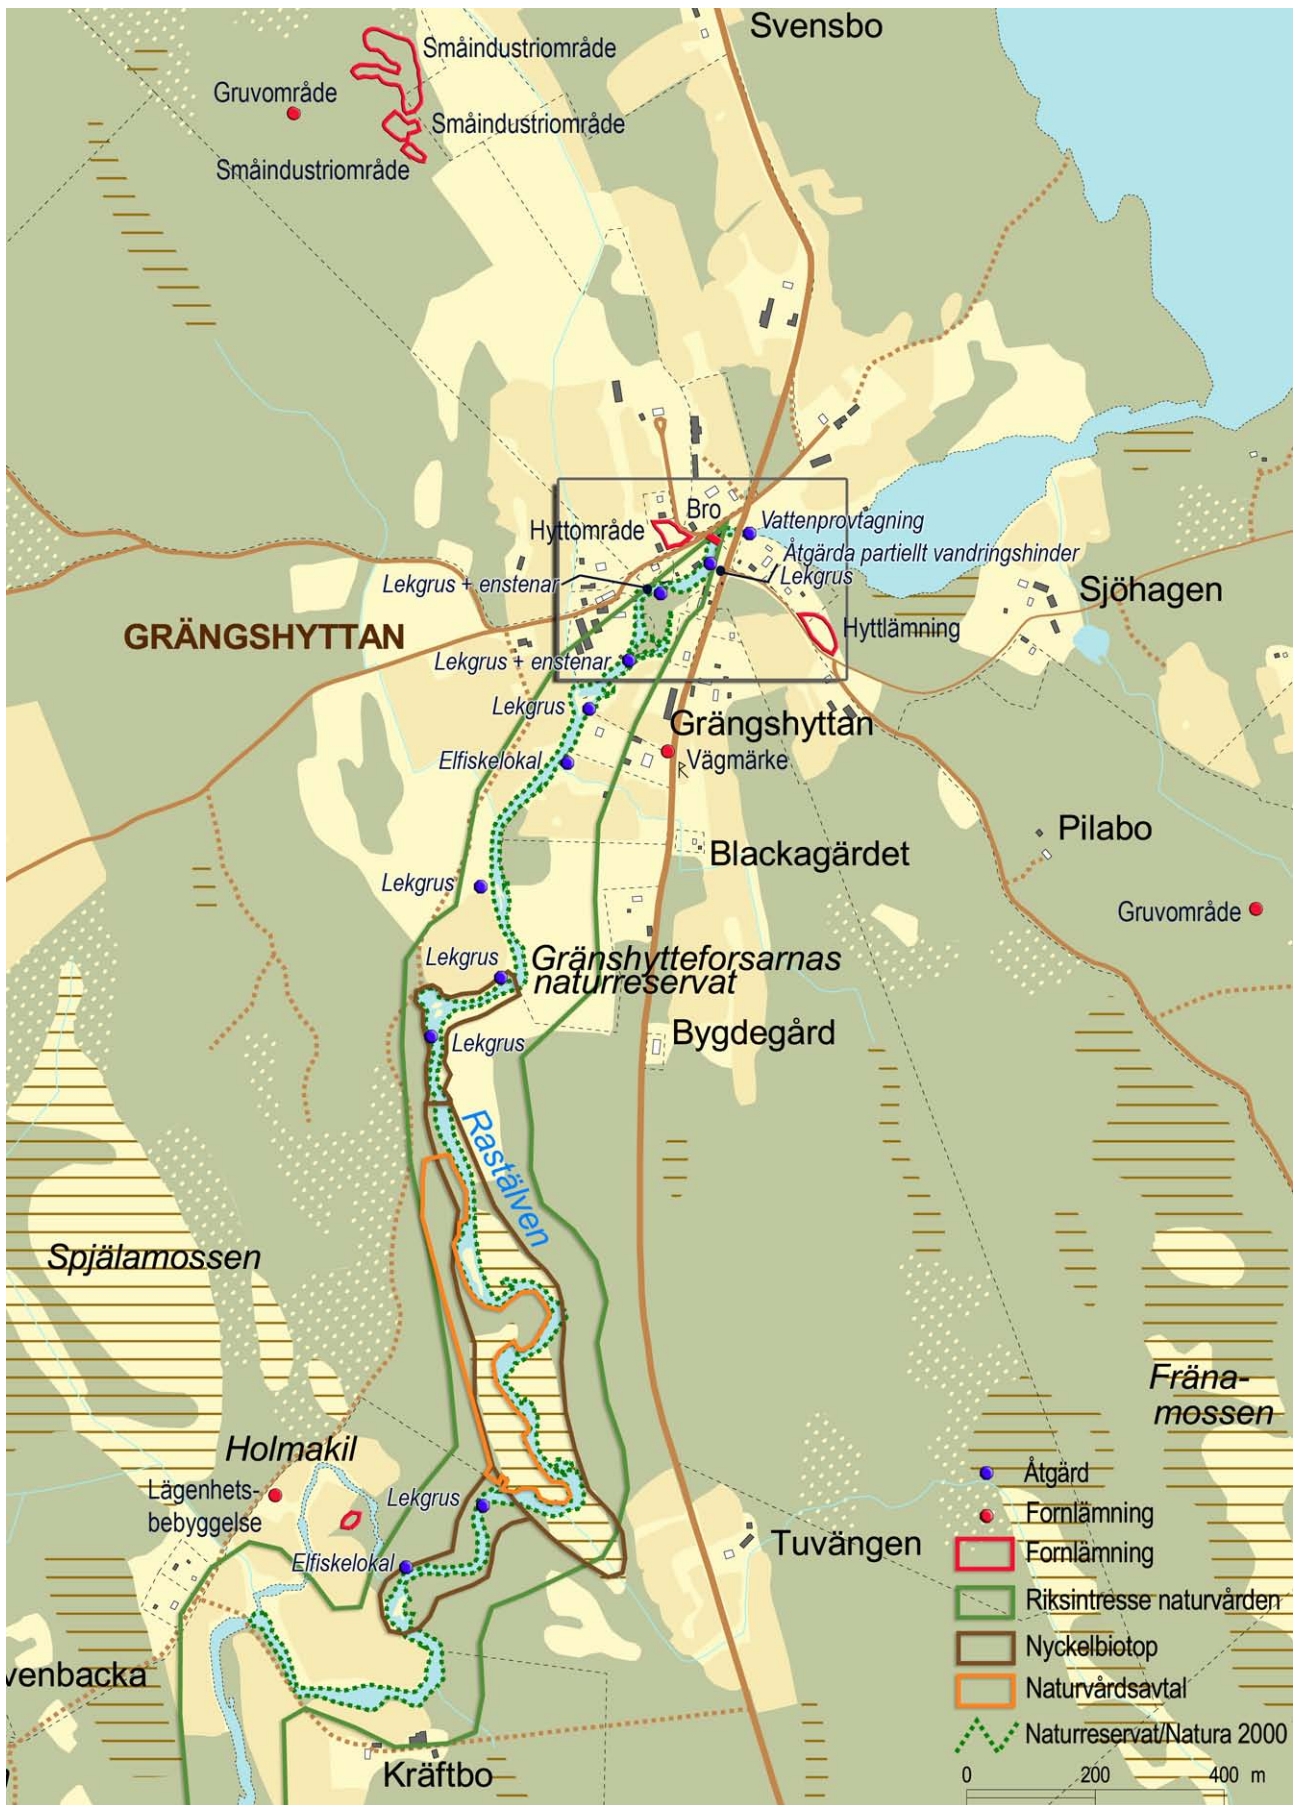 Svensbo
Småindustriområde
Gruvområde
Småindustriområde
Småindustriområde
Bro
Hyttområde
Vattenprovtagning
Åtgärda partiellt vandringshinder
Lekgrus + enstenar
Lekgrus
Sjöhagen
GRÄNGSHYTTAN
Hyttlämning
Lekgrus + enstenar
Lekgrus
Grängshyttan
Elfiskelokal
Vägmärke
Pilabo
Blackagärdet
Lekgrus
Gruvområde
Lekgrus
Gränshytteforsarnas
naturreservat
Bygdegård
Lekgrus
Rastälven
Spjälamossen
Fräna-
mossen
Holmakil
Lägenhets-
bebyggelse
Lekgrus
Åtgärd
Fornlämning
Tuvängen
Fornlämning
Elfiskelokal
Riksintresse naturvården
Nyckelbiotop
venbacka
Naturvårdsavtal
Naturreservat/Natura 2000
Kräftbo
0 200 400 m